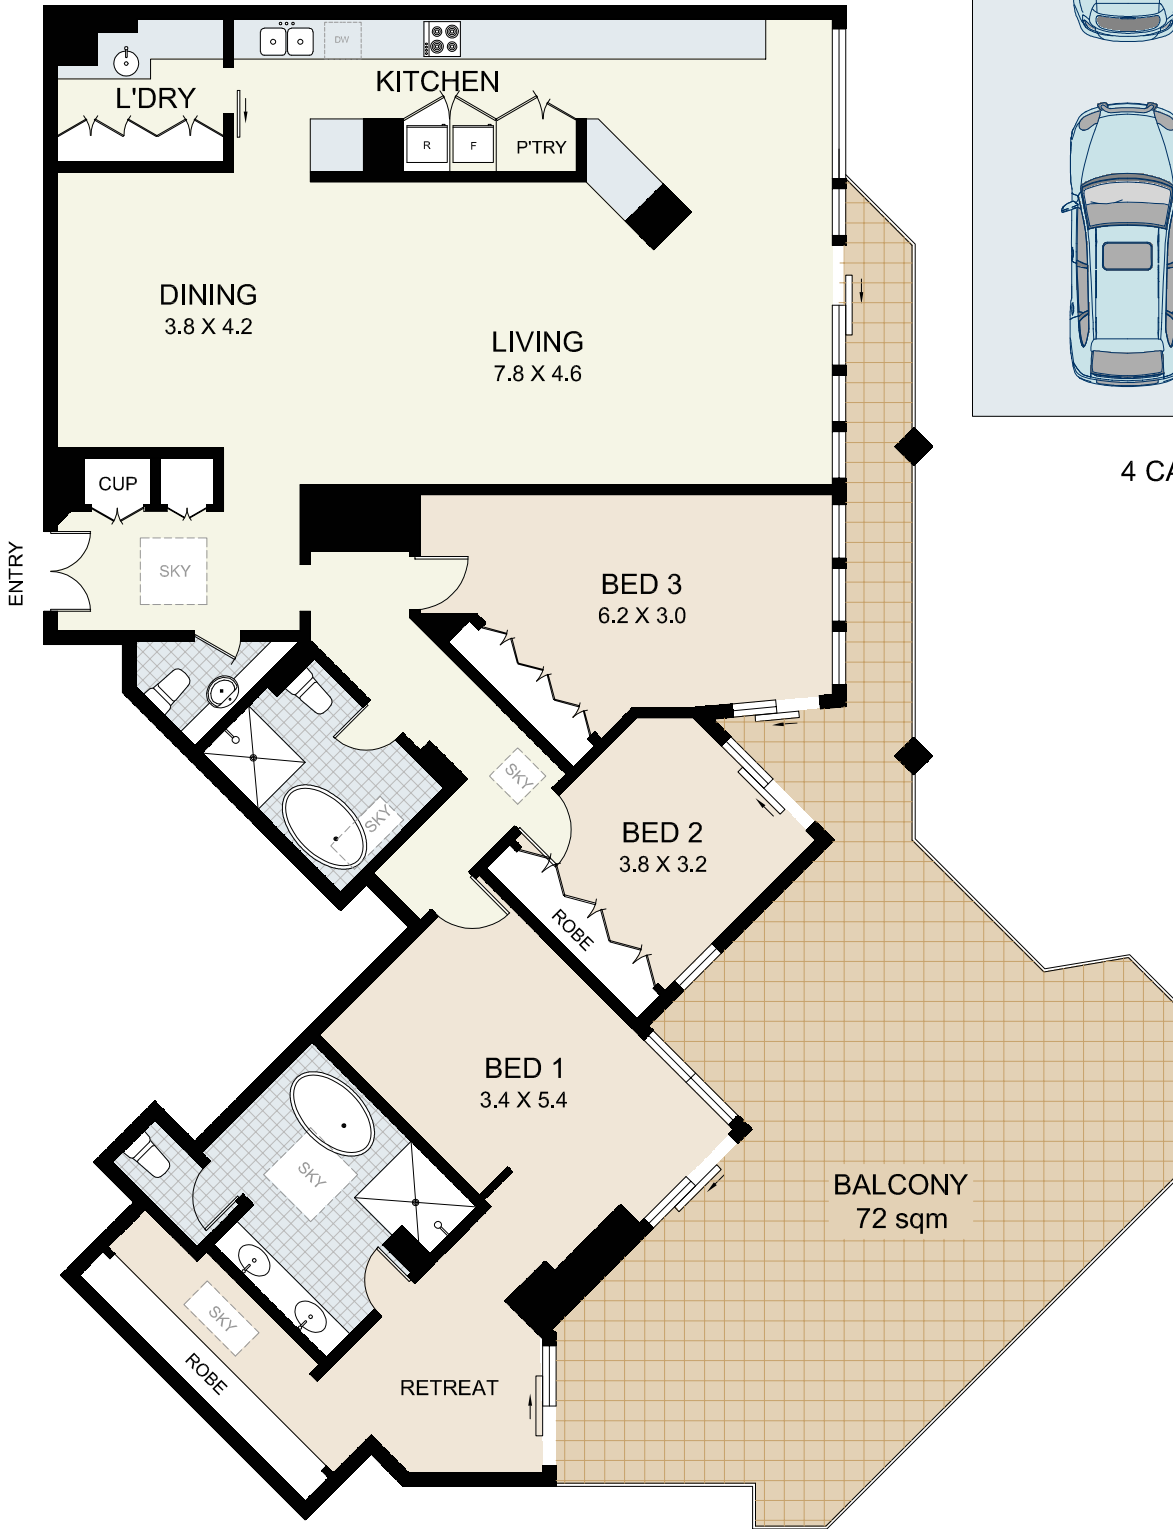 DW
KITCHEN
L'DRY
R
F
P'TRY
DINING
3.8 X 4.2
LIVING
7.8 X 4.6
4 CA
CUP
ENTRY
SKY
BED 3
6.2 X 3.0
SKY
SKY
BED 2
3.8 X 3.2
ROBE
BED 1
3.4 X 5.4
SKY
BALCONY
72 sqm
SKY
ROBE
RETREAT